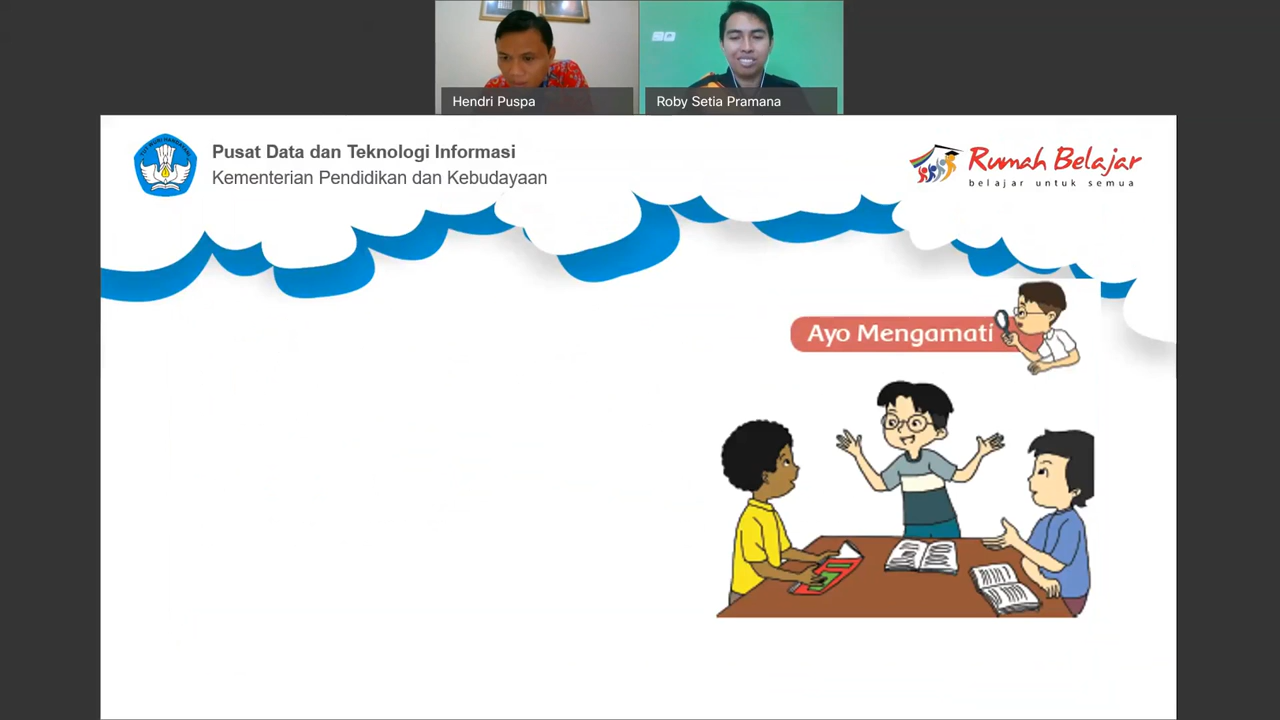 Hendri Puspa
Roby Setia Pramana
Pusat Data dan Teknologi Informasi
Kementerian Pendidikan dan Kebudayaan
Rumah Belajar
belajar untuk semua
Ayo Mengamati